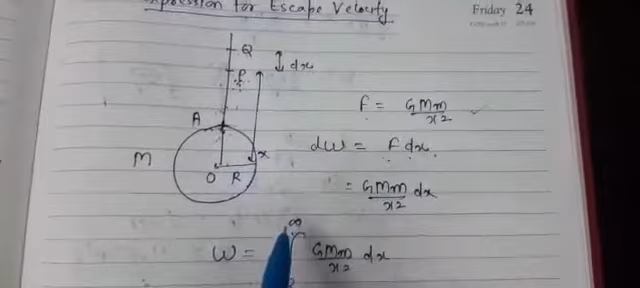 Expression for Escape Velocity
Friday 24
Q
dx
P
A
F = GMm/x2
dw = F dx.
M
x
O R
= GMm/x2 dx
∞
W = ∫ GMm/x2 dx